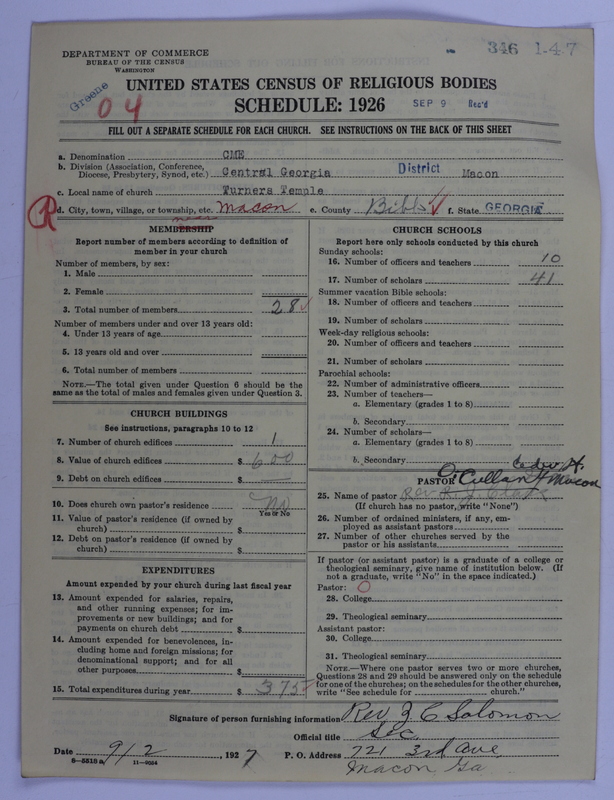 346 1-47
DEPARTMENT OF COMMERCE
BUREAU OF THE CENSUS
WASHINGTON
Greene
04
UNITED STATES CENSUS OF RELIGIOUS BODIES
SCHEDULE: 1926 SEP 9 Rec'd
FILL OUT A SEPARATE SCHEDULE FOR EACH CHURCH. SEE INSTRUCTIONS ON THE BACK OF THIS SHEET
a. Denomination CME
b. Division (Association, Conference, Diocese, Presbytery, Synod, etc.) Central Georgia District Macon
c. Local name of church Turners Temple
R d. City, town, village, or township, etc. near Macon e. County Bibb f. State GEORGIA
MEMBERSHIP
Report number of members according to definition of
member in your church
Number of members, by sex:
1. Male
2. Female
3. Total number of members 28
Number of members under and over 13 years old:
4. Under 13 years of age
5. 13 years old and over
6. Total number of members
NOTE.—The total given under Question 6 should be the
same as the total of males and females given under Question 3.
CHURCH BUILDINGS
See instructions, paragraphs 10 to 12
7. Number of church edifices 1
8. Value of church edifices $ 600
9. Debt on church edifices $ —
10. Does church own pastor's residence No
Yes or No
11. Value of pastor's residence (if owned by
church) $
12. Debt on pastor's residence (if owned by
church) $
EXPENDITURES
Amount expended by your church during last fiscal year
13. Amount expended for salaries, repairs,
and other running expenses; for im-
provements or new buildings; and for
payments on church debt $
14. Amount expended for benevolences, in-
cluding home and foreign missions; for
denominational support; and for all
other purposes $
15. Total expenditures during year $ 375
CHURCH SCHOOLS
Report here only schools conducted by this church
Sunday schools:
16. Number of officers and teachers 10
17. Number of scholars 41
Summer vacation Bible schools:
18. Number of officers and teachers
19. Number of scholars
Week-day religious schools:
20. Number of officers and teachers
21. Number of scholars
Parochial schools:
22. Number of administrative officers
23. Number of teachers—
a. Elementary (grades 1 to 8)
b. Secondary
24. Number of scholars—
a. Elementary (grades 1 to 8)
b. Secondary
PASTOR O. Cullan Macon
25. Name of pastor Rev
(If church has no pastor, write "None")
26. Number of ordained ministers, if any, em-
ployed as assistant pastors
27. Number of other churches served by the
pastor or his assistants
If pastor (or assistant pastor) is a graduate of a college or
theological seminary, give name of institution below. (If
not a graduate, write "No" in the space indicated.)
Pastor: O
28. College
29. Theological seminary
Assistant pastor:
30. College
31. Theological seminary
NOTE.—Where one pastor serves two or more churches,
Questions 28 and 29 should be answered only on the schedule
for one of the churches; on the schedules for the other churches,
write "See schedule for church."
Signature of person furnishing information Rev J C Solomon
Official title Sec.
Date 9/2, 1927 P. O. Address 721 3rd ave
8—5518 a 11—9054 Macon Ga